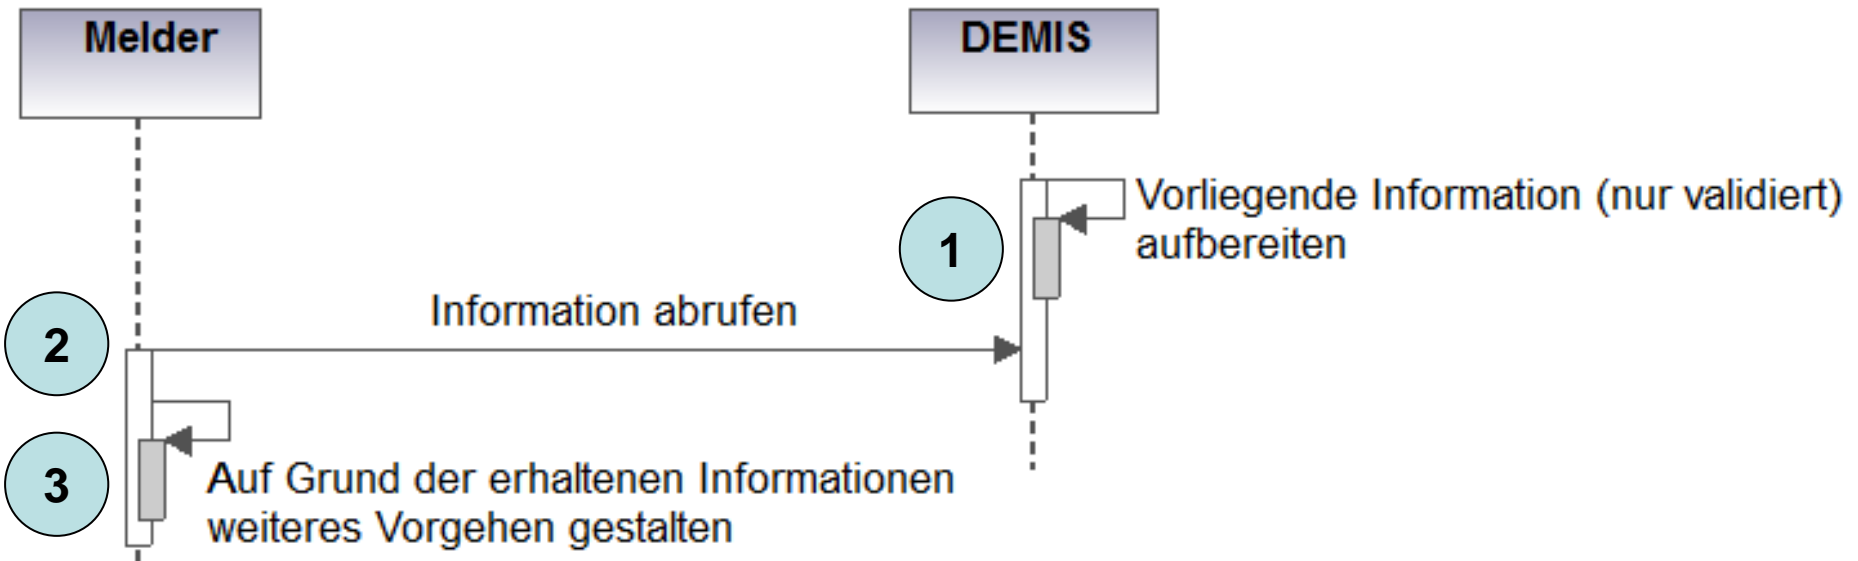 Melder
DEMIS
Vorliegende Information (nur validiert)
aufbereiten
1
Information abrufen
2
3
Auf Grund der erhaltenen Informationen
weiteres Vorgehen gestalten